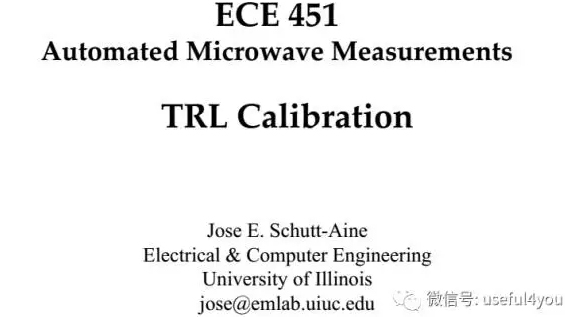 ECE 451
Automated Microwave Measurements
TRL Calibration
Jose E. Schutt-Aine
Electrical & Computer Engineering
University of Illinois
jose@emlab.uiuc.edu
微信号: useful4you